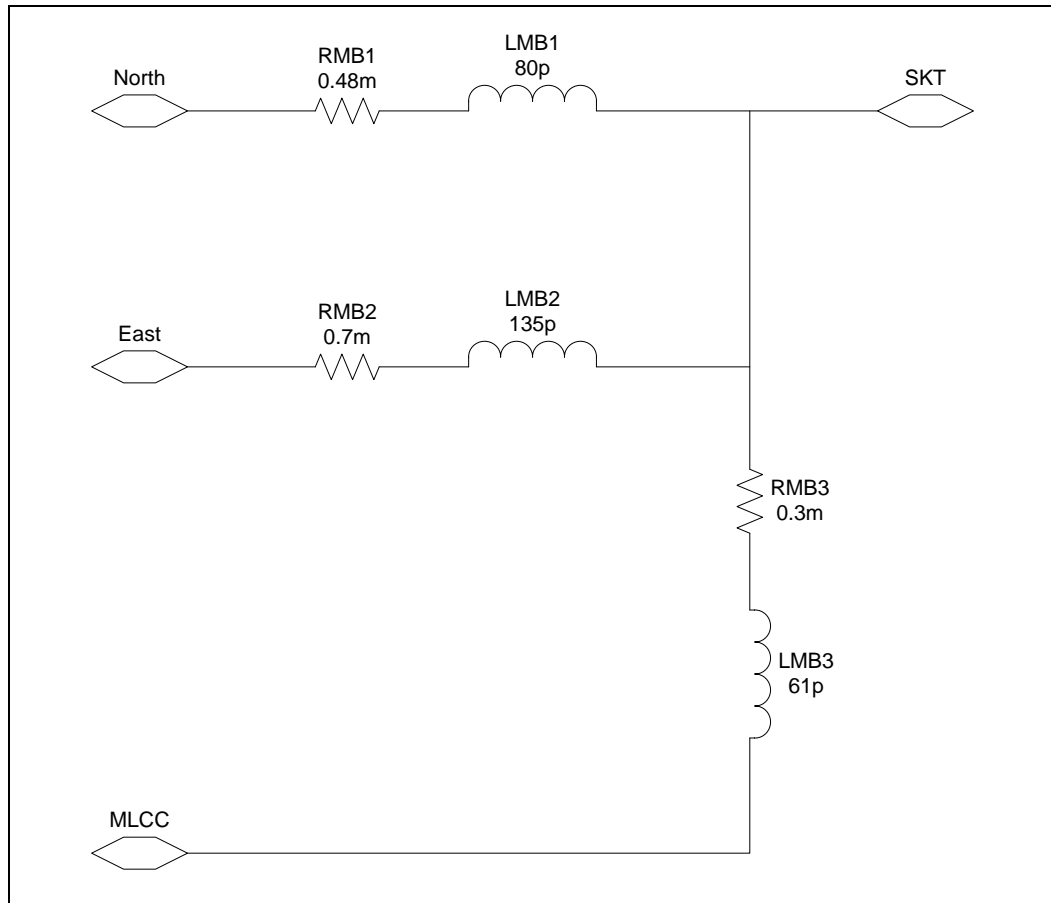 North
RMB1
0.48m
LMB1
80p
SKT
East
RMB2
0.7m
LMB2
135p
RMB3
0.3m
LMB3
61p
MLCC